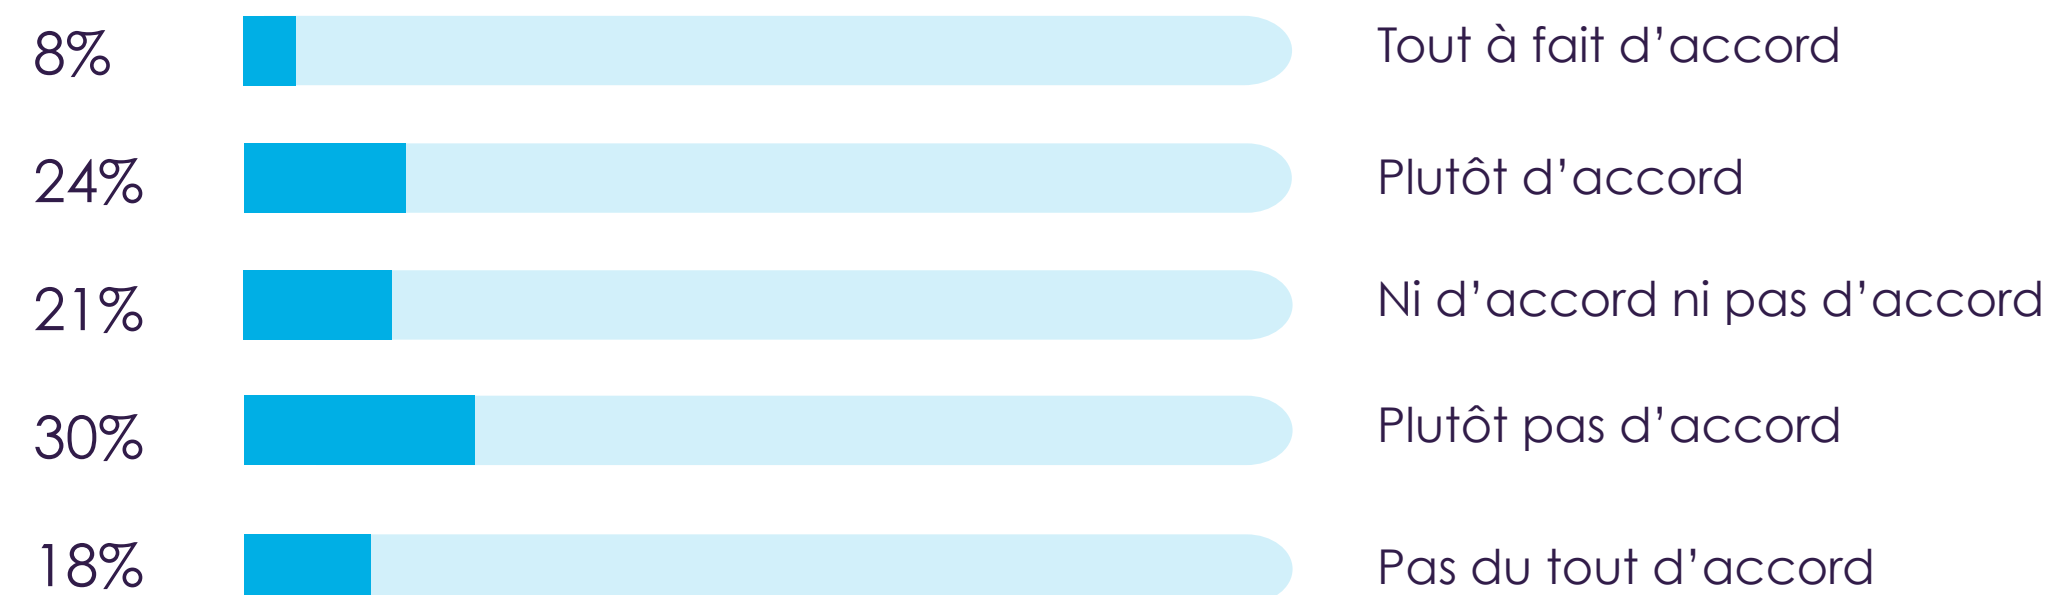 8% Tout à fait d’accord
24% Plutôt d’accord
21% Ni d’accord ni pas d’accord
30% Plutôt pas d’accord
18% Pas du tout d’accord